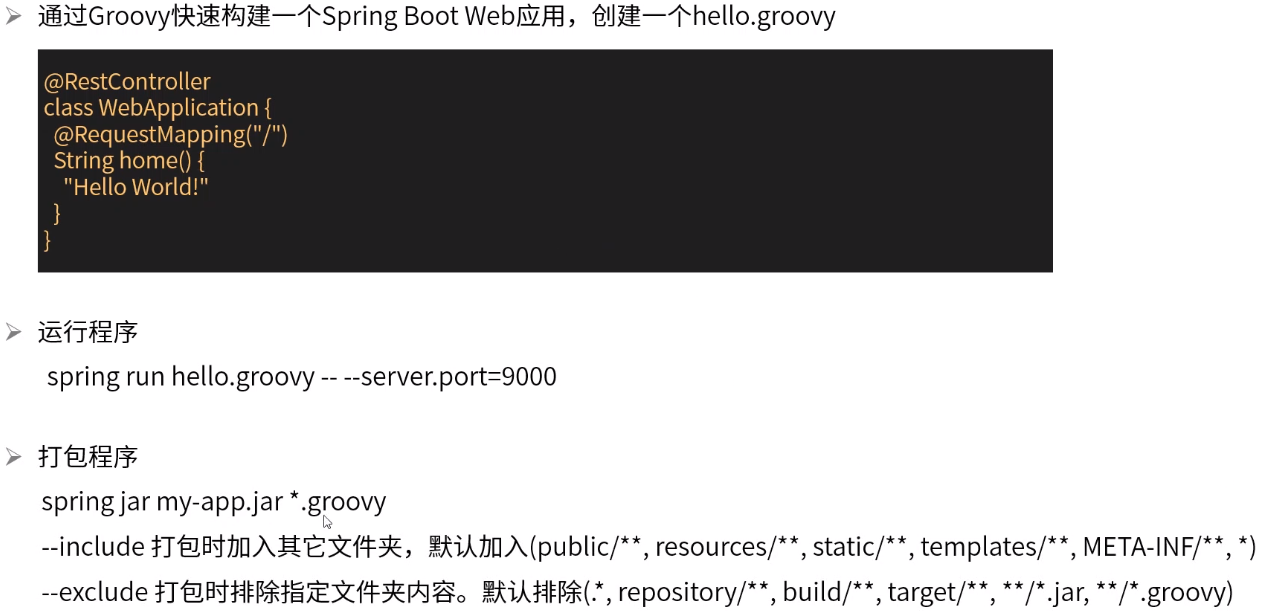 通过Groovy快速构建一个Spring Boot Web应用，创建一个hello.groovy
@RestController
class WebApplication {
@RequestMapping("/")
String home() {
"Hello World!"
}
}
运行程序
spring run hello.groovy -- --server.port=9000
打包程序
spring jar my-app.jar *.groovy
--include 打包时加入其它文件夹，默认加入(public/**, resources/**, static/**, templates/**, META-INF/**, *)
--exclude 打包时排除指定文件夹内容。默认排除(.*, repository/**, build/**, target/**, **/*.jar, **/*.groovy)